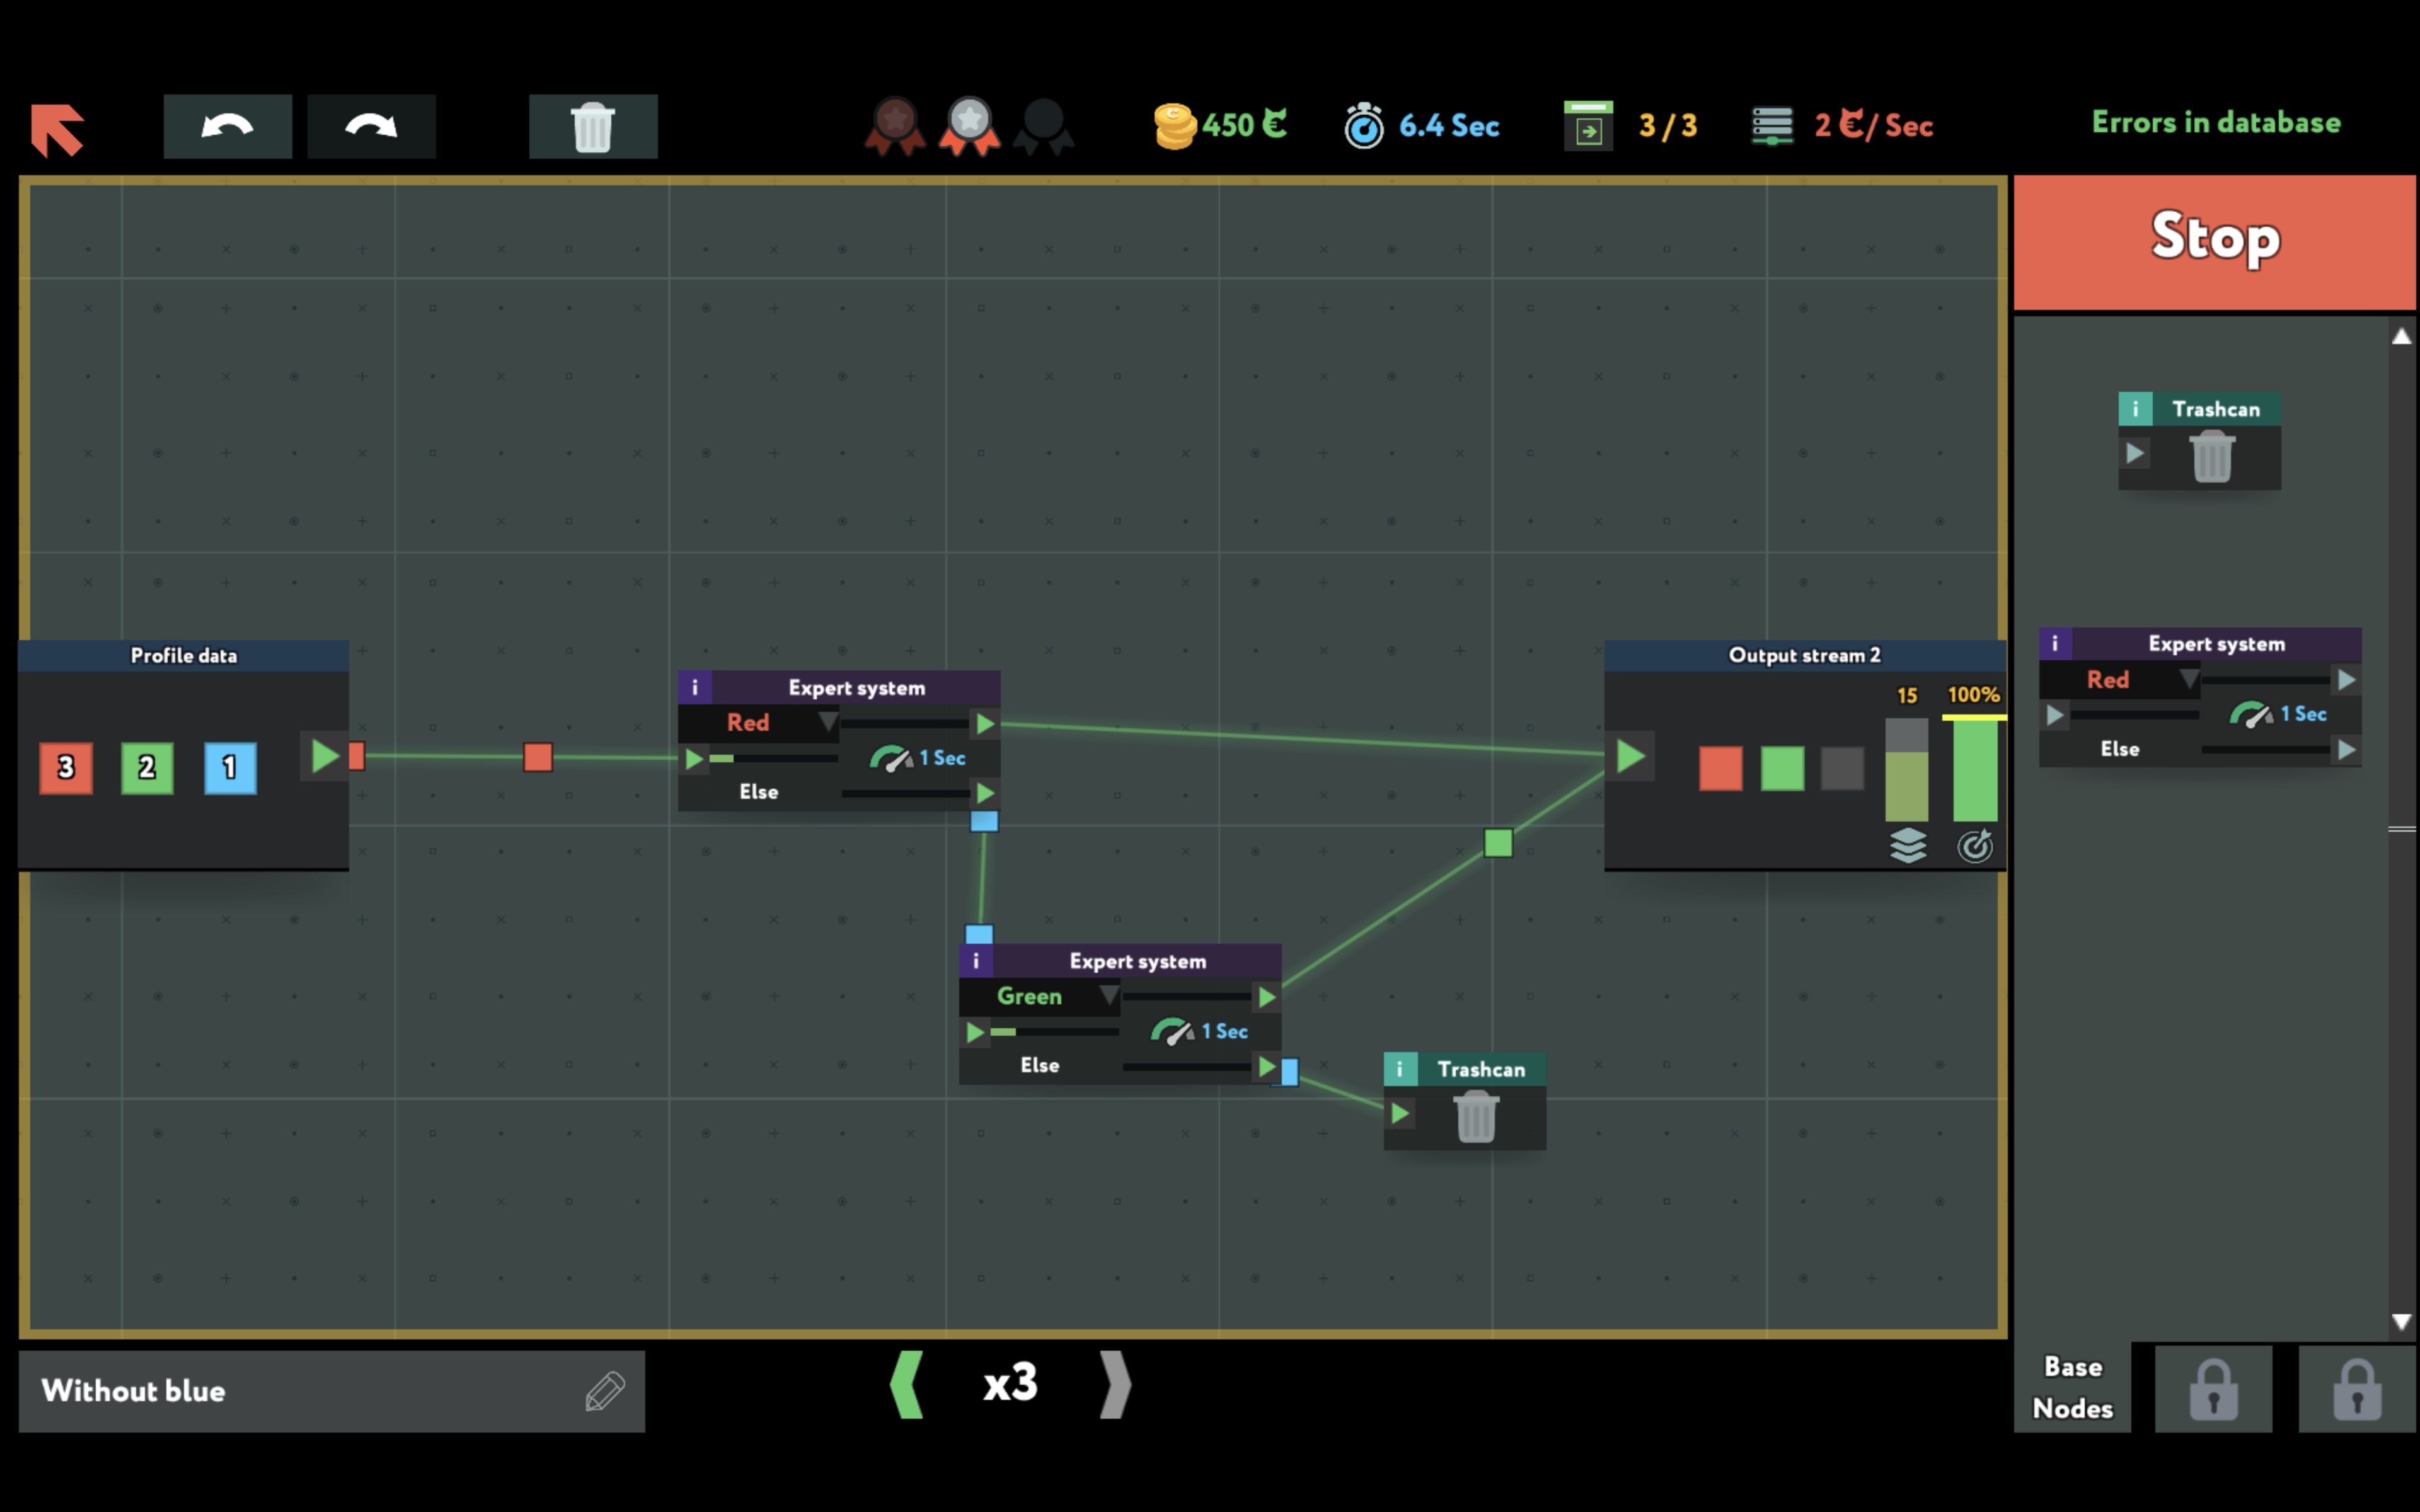 450 €
6.4 Sec
3 / 3
2 €/ Sec
Errors in database
Stop
i Trashcan
i Expert system
Red
1 Sec
Else
Profile data
3 2 1
i Expert system
Red
1 Sec
Else
Output stream 2
15 100%
i Expert system
Green
1 Sec
Else
i Trashcan
Without blue
x3
Base
Nodes